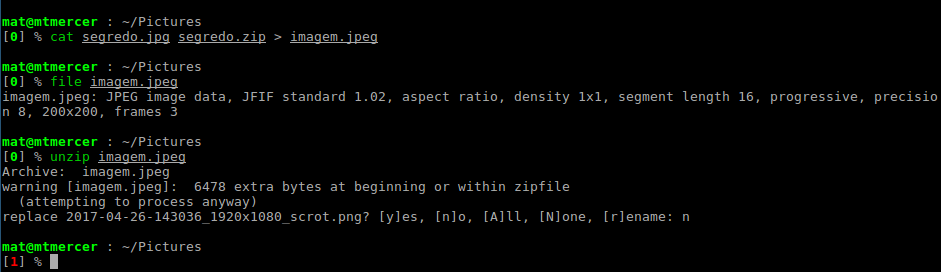 mat@mtmercer : ~/Pictures
[0] % cat segredo.jpg segredo.zip > imagem.jpeg
mat@mtmercer : ~/Pictures
[0] % file imagem.jpeg
imagem.jpeg: JPEG image data, JFIF standard 1.02, aspect ratio, density 1x1, segment length 16, progressive, precisio
n 8, 200x200, frames 3
mat@mtmercer : ~/Pictures
[0] % unzip imagem.jpeg
Archive:  imagem.jpeg
warning [imagem.jpeg]:  6478 extra bytes at beginning or within zipfile
  (attempting to process anyway)
replace 2017-04-26-143036_1920x1080_scrot.png? [y]es, [n]o, [A]ll, [N]one, [r]ename: n
mat@mtmercer : ~/Pictures
[1] %